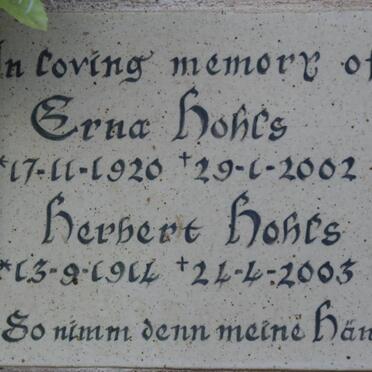 In loving memory of
Erna Hohls
*17-11-1920 †29-1-2002
Herbert Hohls
*13-9-1914 †21-4-2003
So nimm denn meine Hän